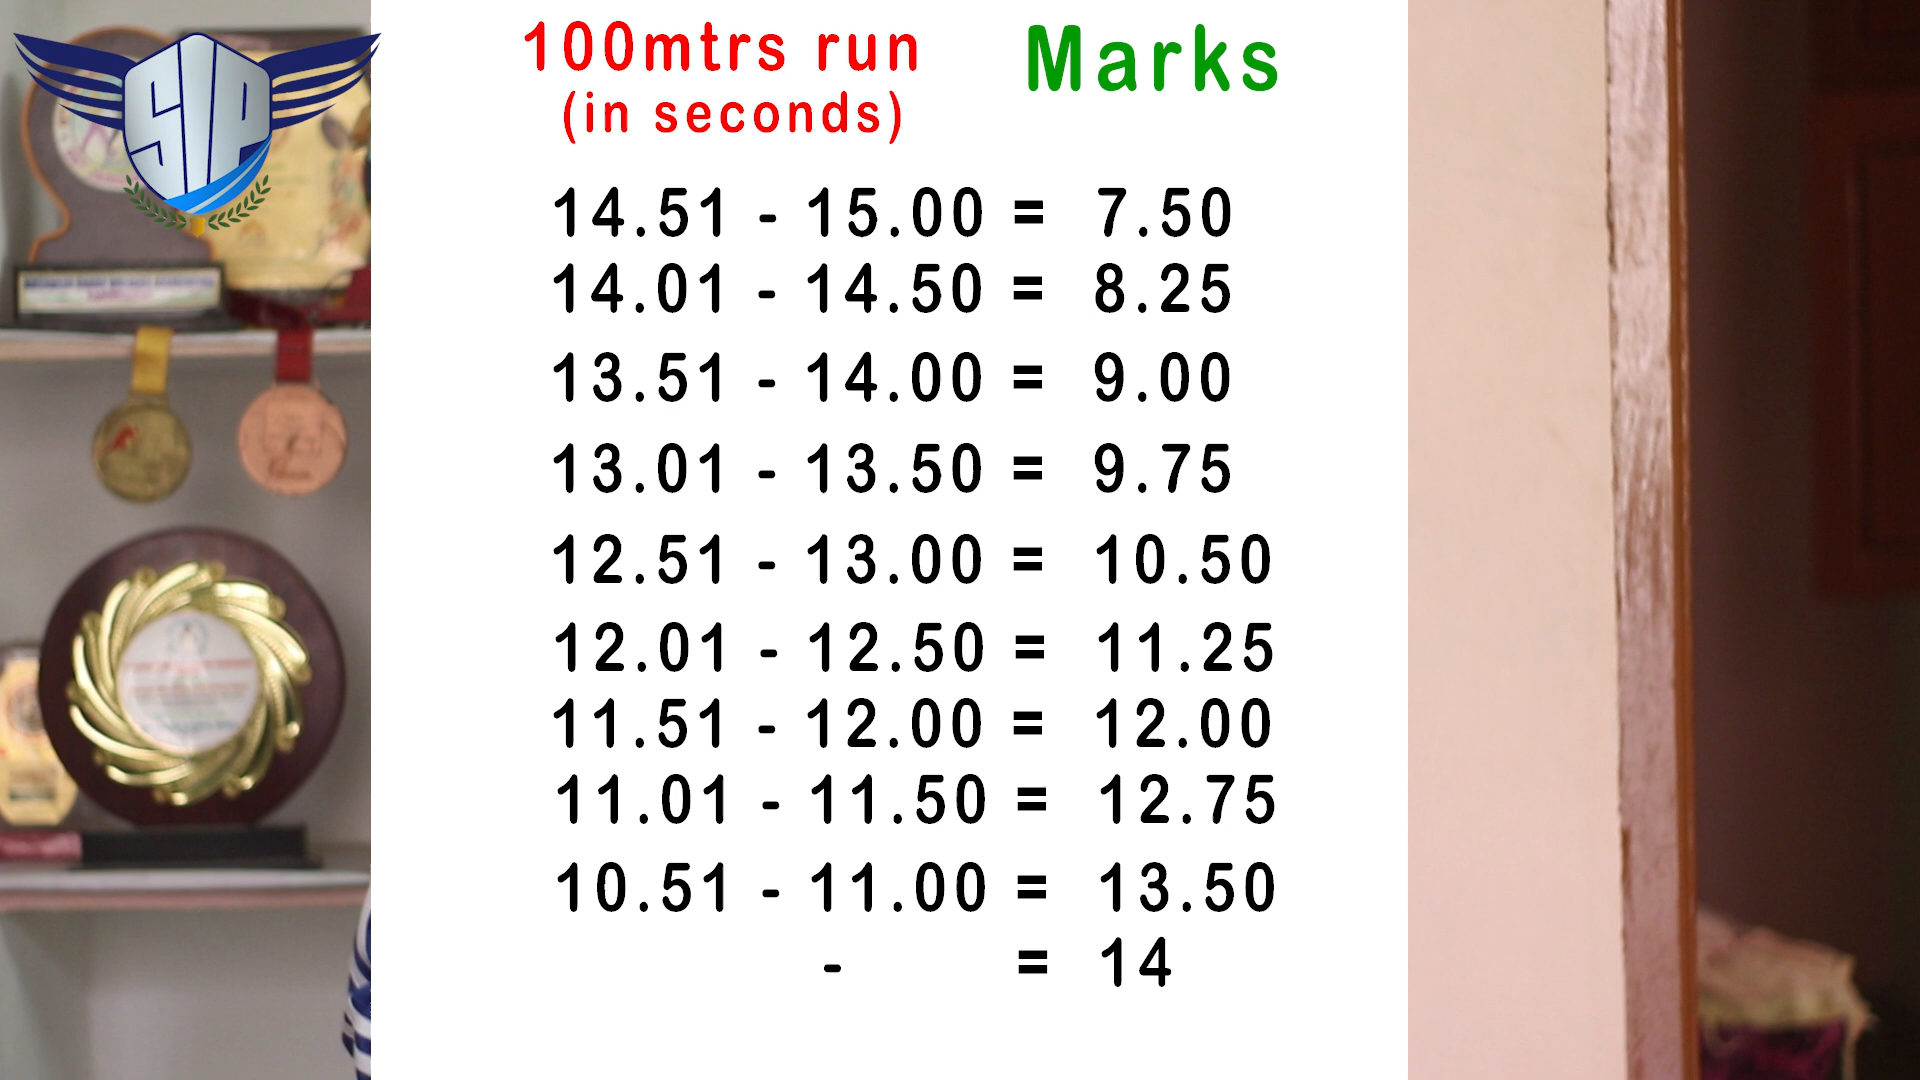 SIP
100mtrs run Marks
(in seconds)
14.51 - 15.00 = 7.50
14.01 - 14.50 = 8.25
13.51 - 14.00 = 9.00
13.01 - 13.50 = 9.75
12.51 - 13.00 = 10.50
12.01 - 12.50 = 11.25
11.51 - 12.00 = 12.00
11.01 - 11.50 = 12.75
10.51 - 11.00 = 13.50
- = 14